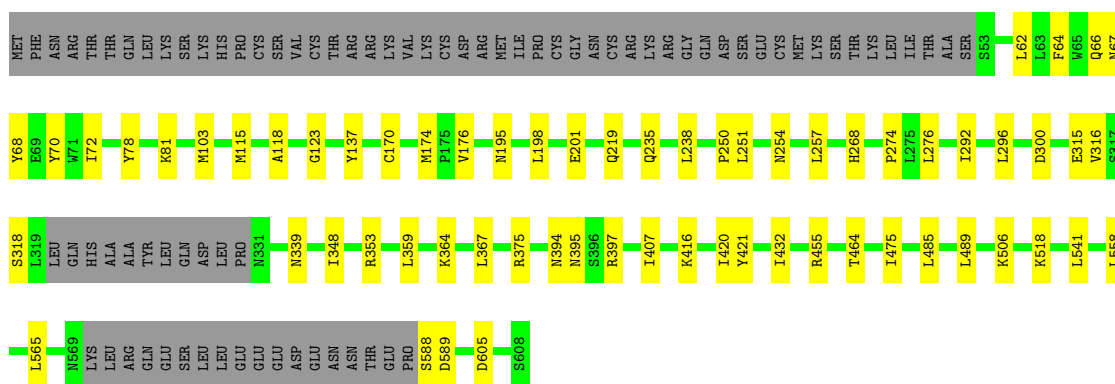 MET PHE ASN ARG THR THR GLN LEU LYS SER LYS HIS PRO CYS SER VAL CYS THR ARG ARG LYS VAL LYS CYS ASP ARG MET ILE PRO CYS GLY ASN CYS ARG LYS ARG GLY GLN ASP SER GLU CYS MET LYS SER THR LYS LEU ILE THR ALA SER S53 L62 L63 F64 W65 Q66 N67
Y68 E69 Y70 W71 I72 Y78 K81 M103 M115 A118 G123 Y137 C170 M174 P175 V176 N195 L198 E201 Q219 Q235 L238 P250 L251 N254 L257 H268 P274 L275 L276 I292 L296 D300 E315 V316 S317
S318 L319 LEU GLN HIS ALA ALA TYR LEU GLN ASP LEU PRO N331 N339 I348 R353 L359 K364 L367 R375 N394 N395 S396 R397 I407 K416 I420 Y421 I432 R455 T464 I475 L485 L489 K506 K518 L541 L558
L565 N569 LYS LEU ARG GLN GLU SER LEU LEU GLU GLU GLU ASP GLU ASN ASN THR GLU PRO S588 D589 D605 S608